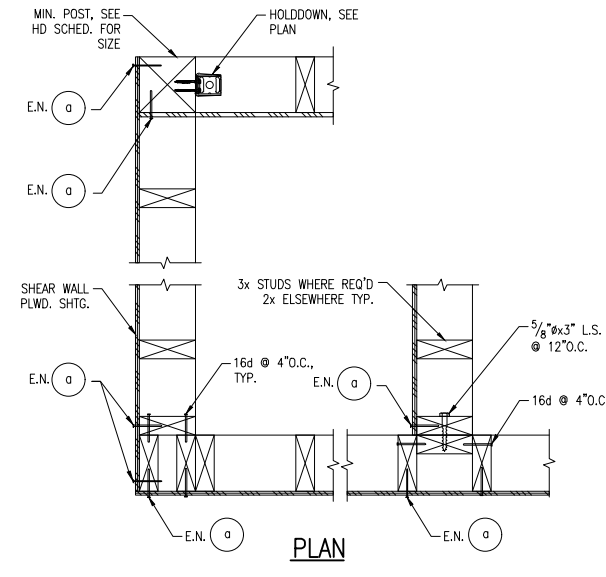 MIN. POST, SEE
HD SCHED. FOR
SIZE
HOLDDOWN, SEE
PLAN
E.N. a
E.N. a
SHEAR WALL
PLWD. SHTG.
3x STUDS WHERE REQ'D
2x ELSEWHERE TYP.
5/8"øx3" L.S.
@ 12"O.C.
16d @ 4"O.C.,
TYP.
E.N. a
E.N. a
16d @ 4"O.C
E.N. a
E.N. a
PLAN